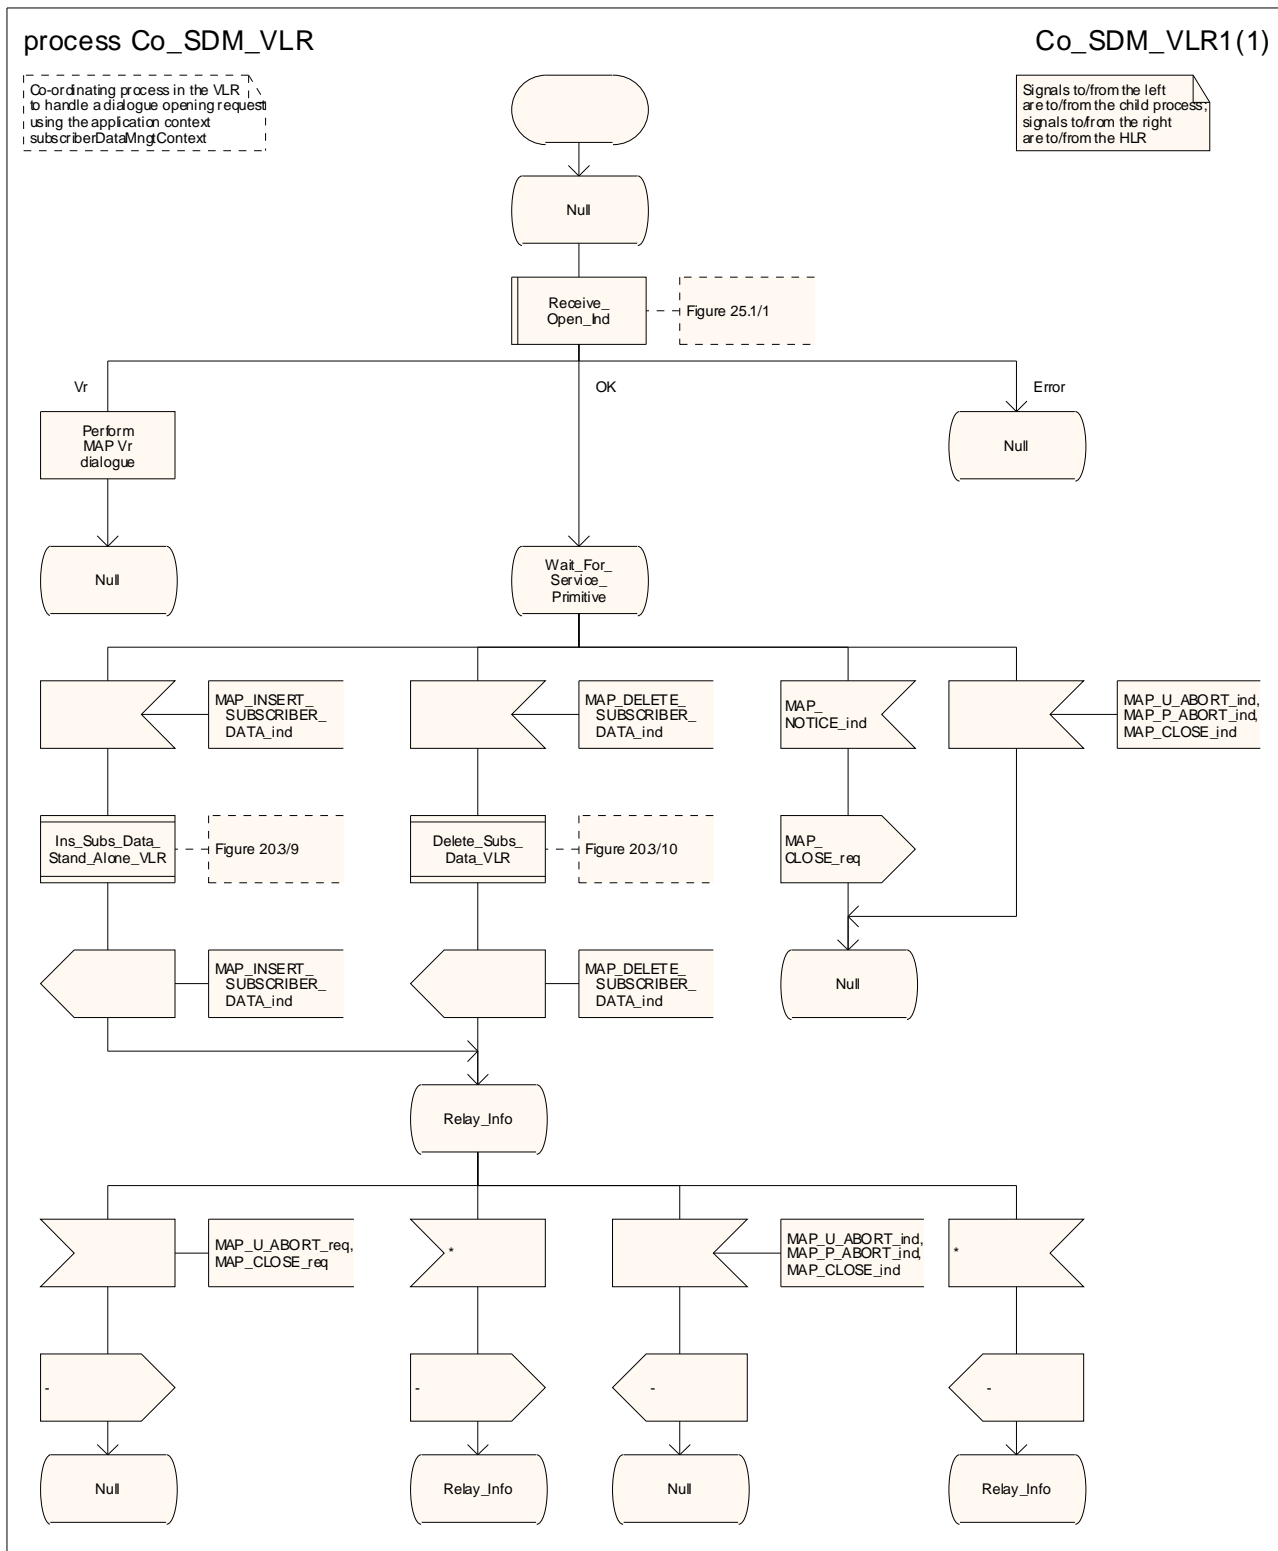 process Co_SDM_VLR
Co_SDM_VLR1(1)
Co-ordinating process in the VLR
to handle a dialogue opening request
using the application context
subscriberDataMngtContext
Signals to/from the left
are to/from the child process;
signals to/from the right
are to/from the HLR
Null
Receive_
Open_Ind
Figure 25.1/1
Vr
OK
Error
Perform
MAP Vr
dialogue
Null
Null
Wait_For_
Service_
Primitive
MAP_INSERT_
SUBSCRIBER_
DATA_ind
MAP_DELETE_
SUBSCRIBER_
DATA_ind
MAP_
NOTICE_ind
MAP_U_ABORT_ind,
MAP_P_ABORT_ind,
MAP_CLOSE_ind
Ins_Subs_Data_
Stand_Alone_VLR
Figure 20.3/9
Delete_Subs_
Data_VLR
Figure 20.3/10
MAP_
CLOSE_req
MAP_INSERT_
SUBSCRIBER_
DATA_ind
MAP_DELETE_
SUBSCRIBER_
DATA_ind
Null
Relay_Info
MAP_U_ABORT_req,
MAP_CLOSE_req
*
MAP_U_ABORT_ind,
MAP_P_ABORT_ind,
MAP_CLOSE_ind
*
-
-
-
-
Null
Relay_Info
Null
Relay_Info